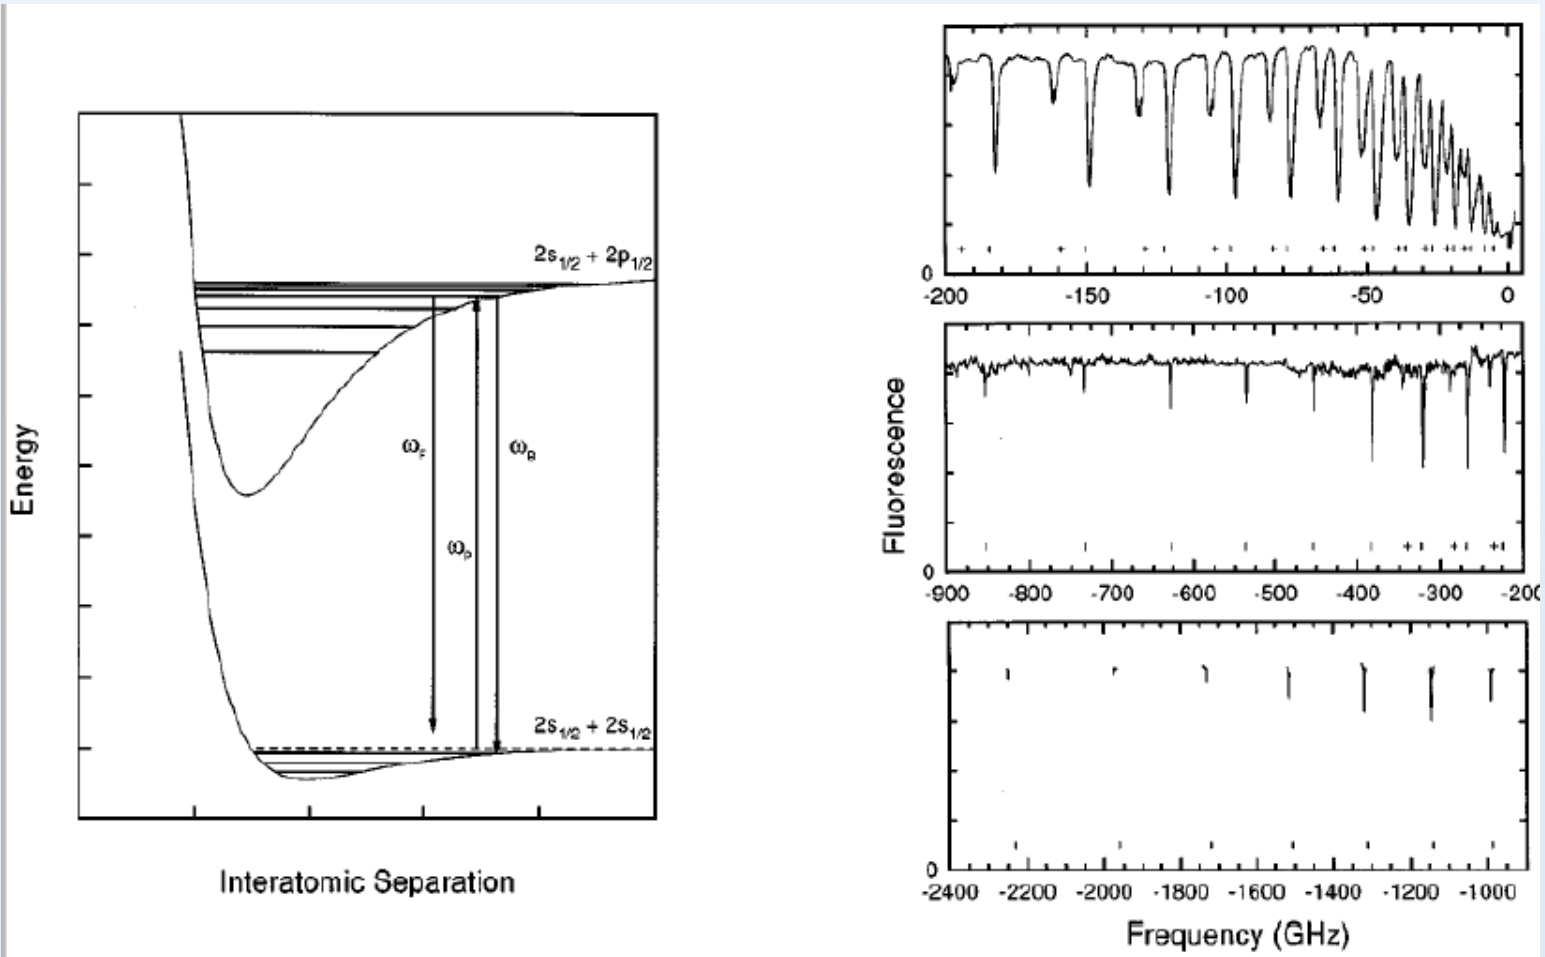 2s1/2 + 2p1/2
ωF
ωB
ωP
2s1/2 + 2s1/2
Energy
Interatomic Separation
0
-200 -150 -100 -50 0
0
-900 -800 -700 -600 -500 -400 -300 -200
0
-2400 -2200 -2000 -1800 -1600 -1400 -1200 -1000
Fluorescence
Frequency (GHz)